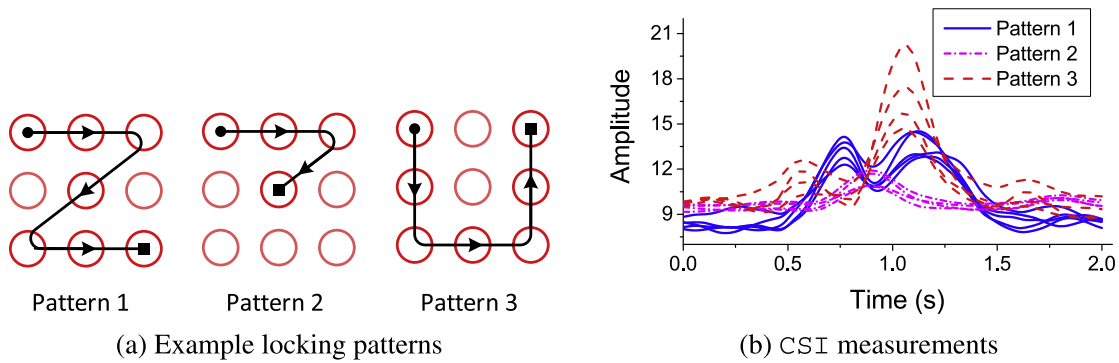 Pattern 1
Pattern 2
Pattern 3
(a) Example locking patterns
Amplitude
21
18
15
12
9
0.0 0.5 1.0 1.5 2.0
Time (s)
Pattern 1
Pattern 2
Pattern 3
(b) CSI measurements